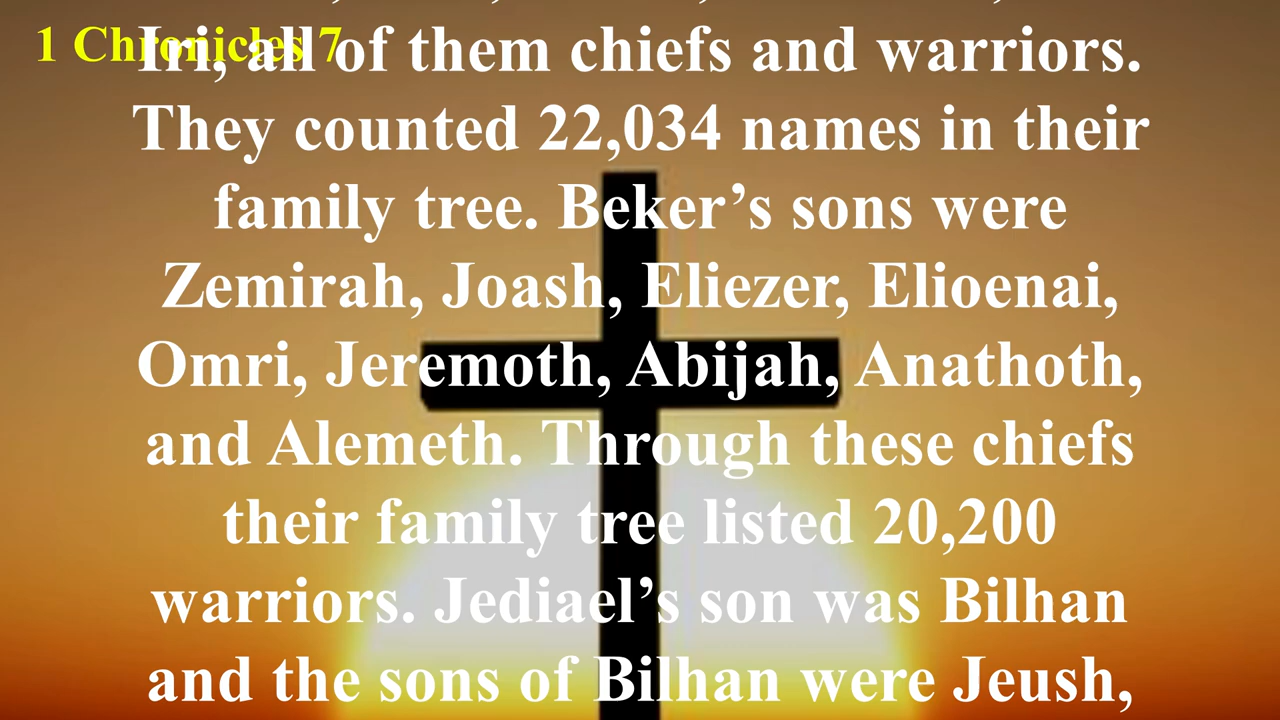 1 Chronicles 7
Iri, all of them chiefs and warriors.
They counted 22,034 names in their
family tree. Beker’s sons were
Zemirah, Joash, Eliezer, Elioenai,
Omri, Jeremoth, Abijah, Anathoth,
and Alemeth. Through these chiefs
their family tree listed 20,200
warriors. Jediael’s son was Bilhan
and the sons of Bilhan were Jeush,